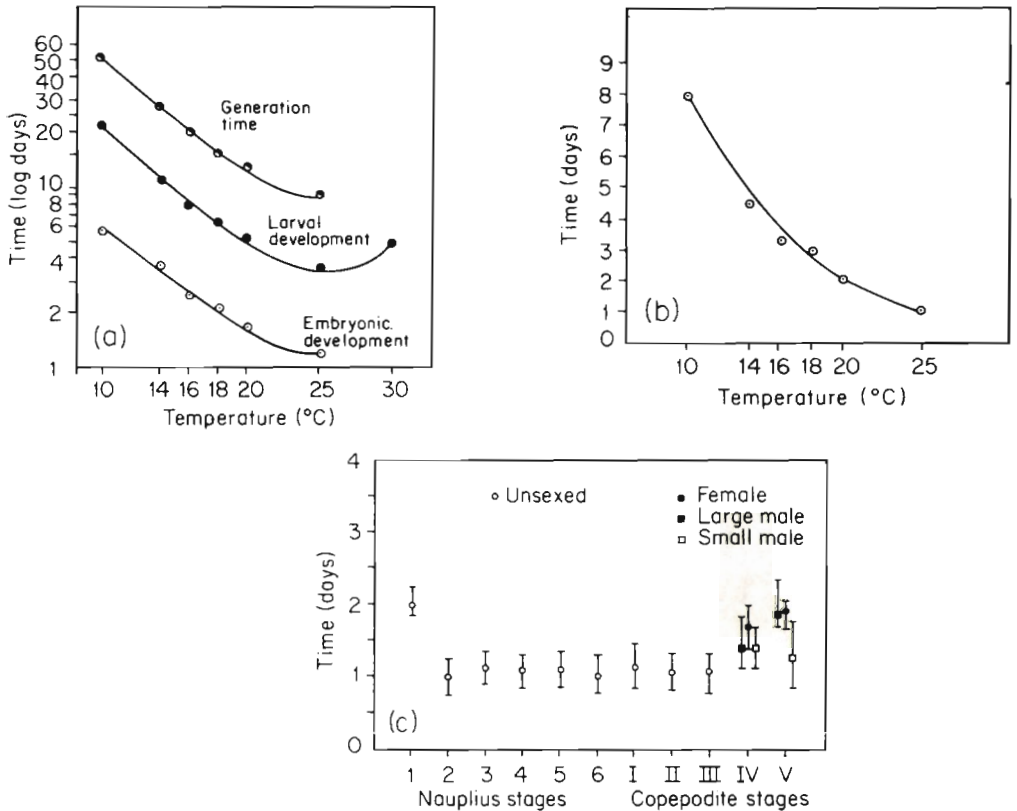 60
50
40
30
20
10
8
6
4
2
1
Time (log days)
Generation
time
Larval
development
Embryonic.
development
(a)
10 14 16 18 20 25 30
Temperature (°C)
9
8
7
6
5
4
3
2
1
0
Time (days)
(b)
10 14 16 18 20 25
Temperature (°C)
4
3
2
1
0
Time (days)
Unsexed
Female
Large male
Small male
(c)
1 2 3 4 5 6 I II III IV V
Nauplius stages Copepodite stages